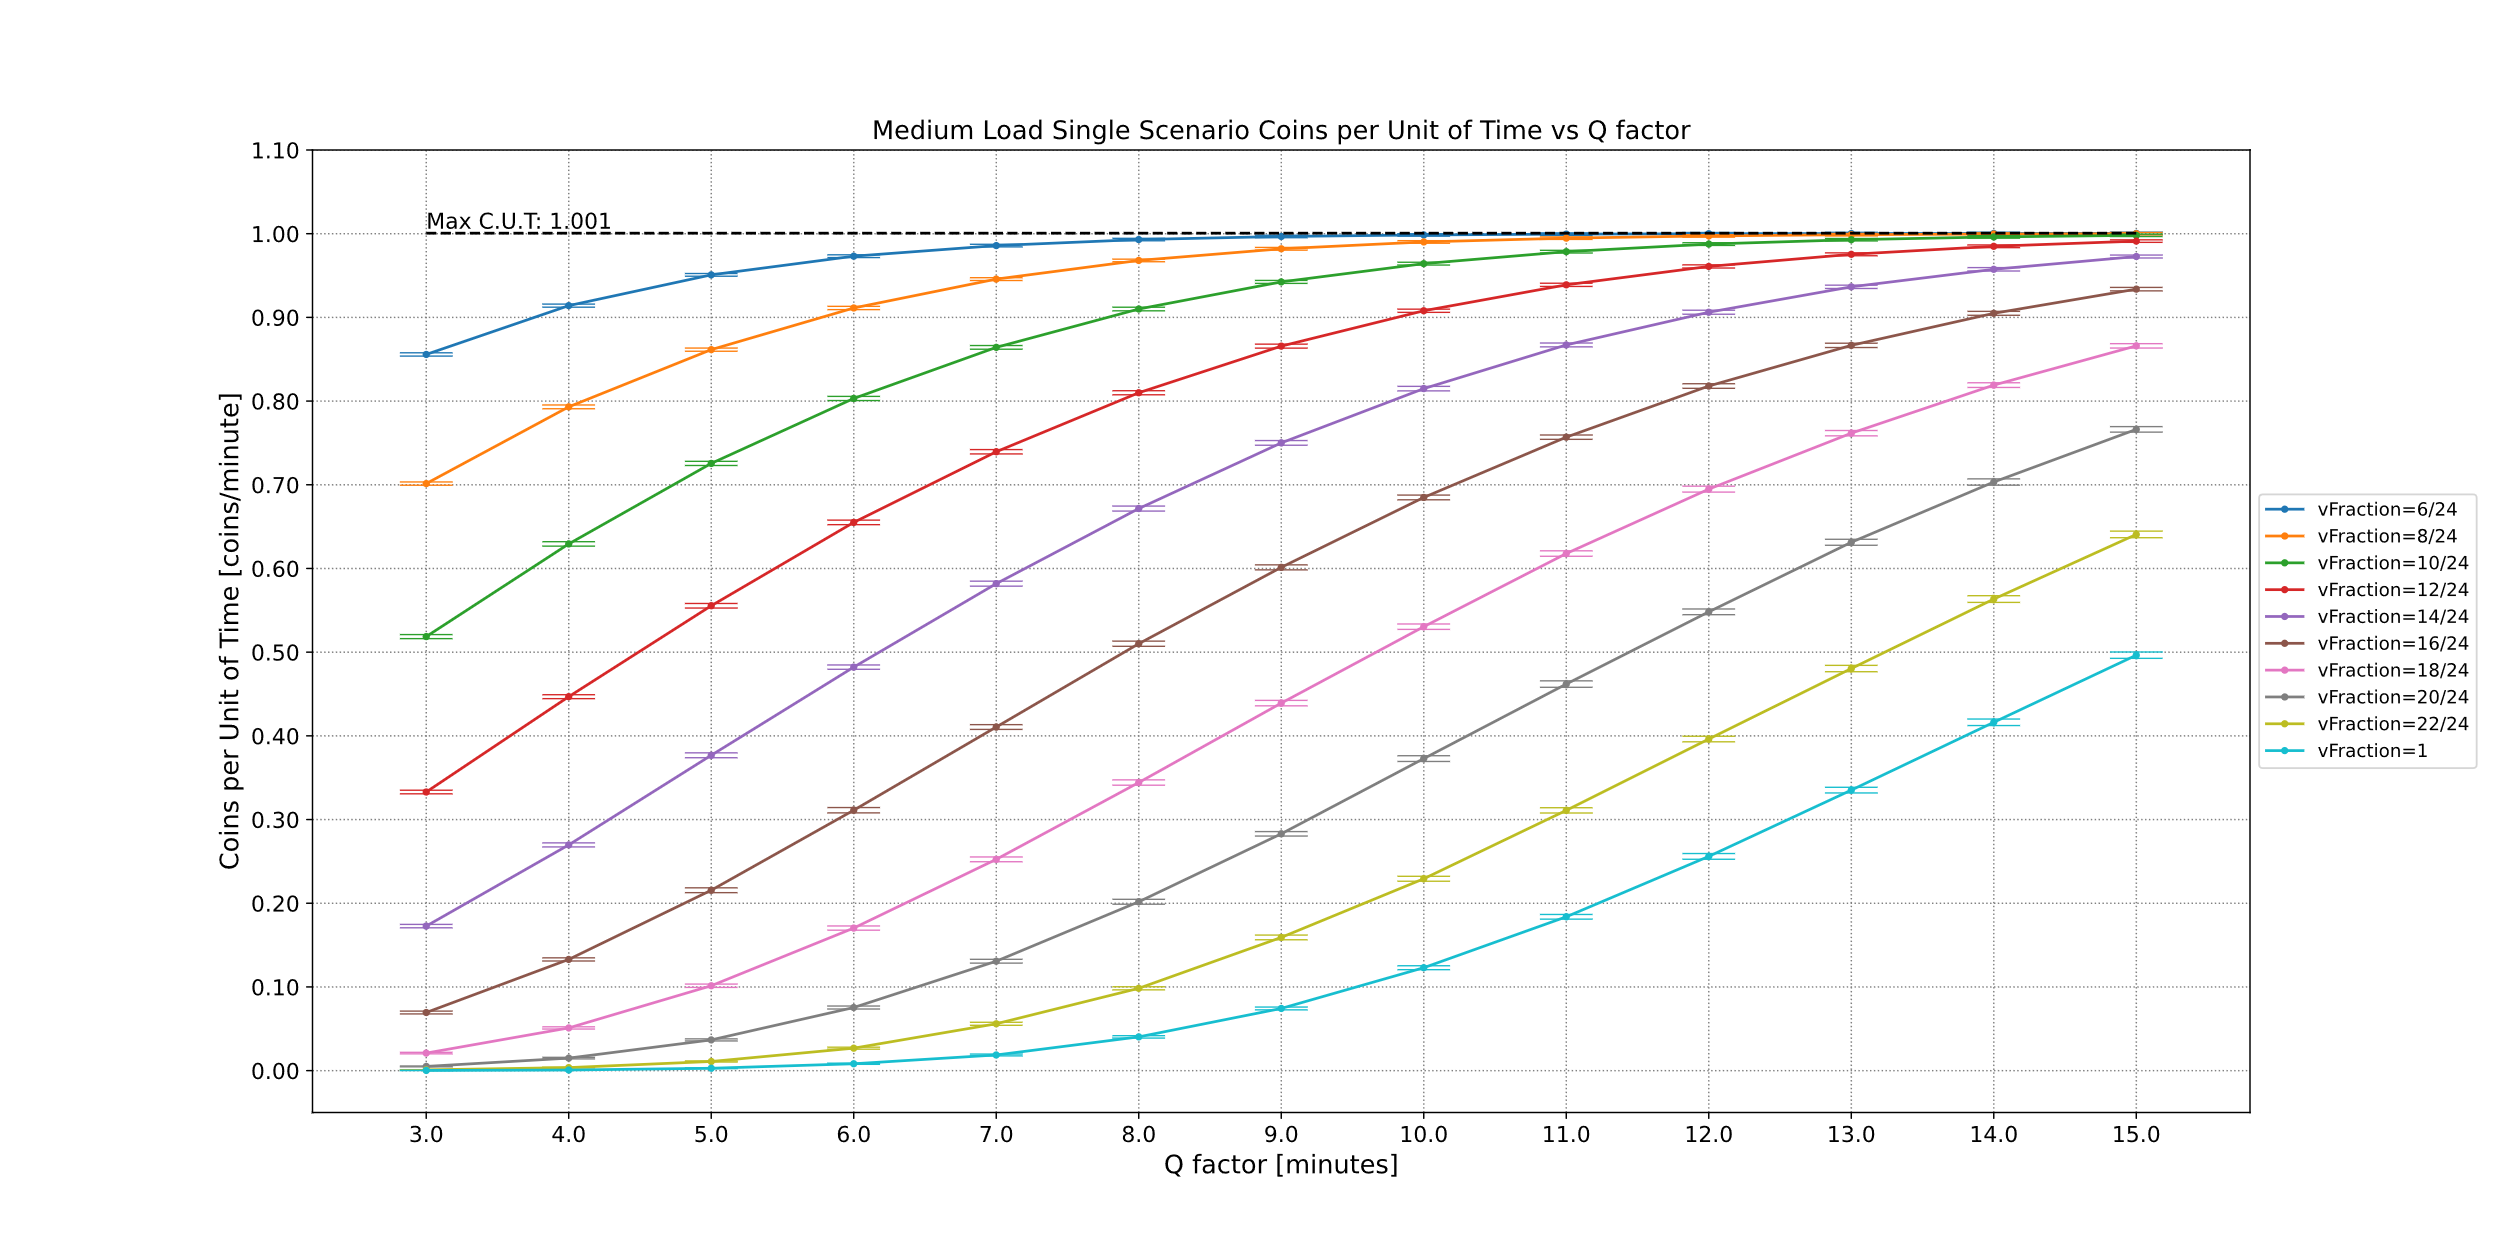 Medium Load Single Scenario Coins per Unit of Time vs Q factor
Coins per Unit of Time [coins/minute]
1.10
1.00
0.90
0.80
0.70
0.60
0.50
0.40
0.30
0.20
0.10
0.00
Max C.U.T: 1.001
3.0 4.0 5.0 6.0 7.0 8.0 9.0 10.0 11.0 12.0 13.0 14.0 15.0
Q factor [minutes]
vFraction=6/24
vFraction=8/24
vFraction=10/24
vFraction=12/24
vFraction=14/24
vFraction=16/24
vFraction=18/24
vFraction=20/24
vFraction=22/24
vFraction=1